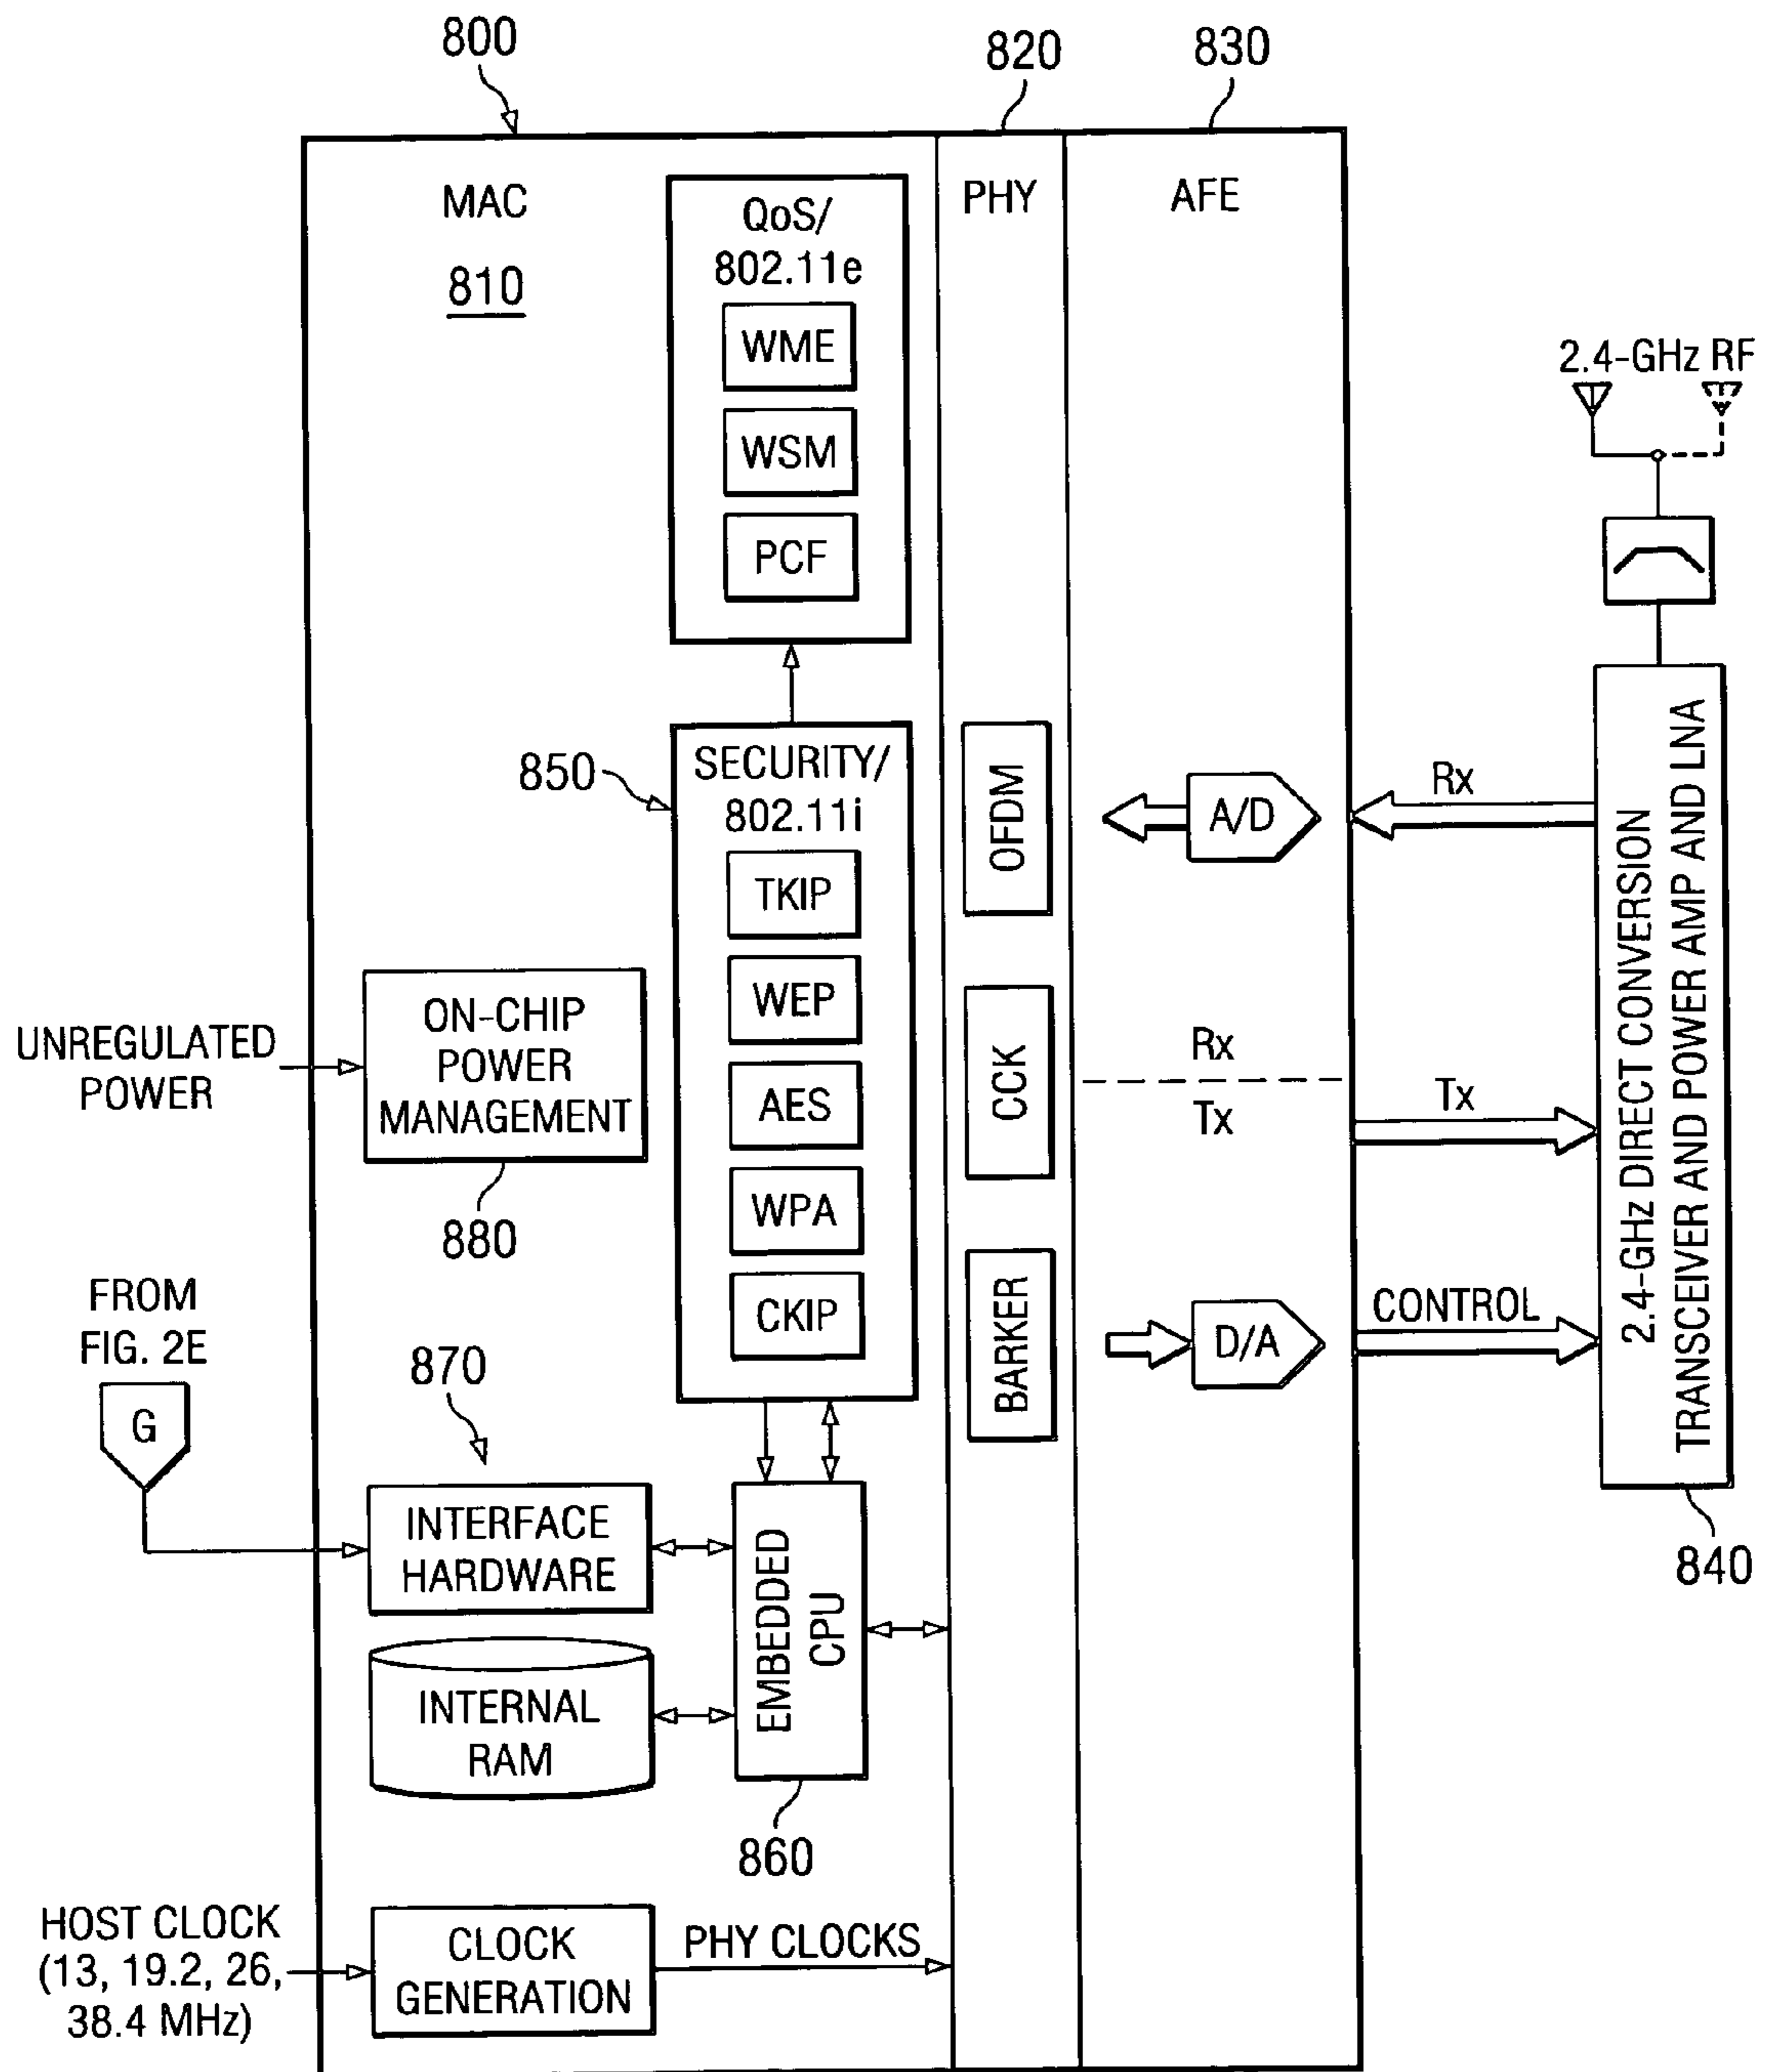 800
820
830
MAC
810
QoS/
802.11e
WME
WSM
PCF
PHY
AFE
2.4-GHz RF
850
SECURITY/
802.11i
TKIP
WEP
AES
WPA
CKIP
OFDM
CCK
BARKER
A/D
Rx
Rx
Tx
Tx
D/A
CONTROL
2.4-GHz DIRECT CONVERSION
TRANSCEIVER AND POWER AMP AND LNA
840
UNREGULATED
POWER
ON-CHIP
POWER
MANAGEMENT
880
FROM
FIG. 2E
G
870
INTERFACE
HARDWARE
INTERNAL
RAM
EMBEDDED
CPU
860
HOST CLOCK
(13, 19.2, 26,
38.4 MHz)
CLOCK
GENERATION
PHY CLOCKS